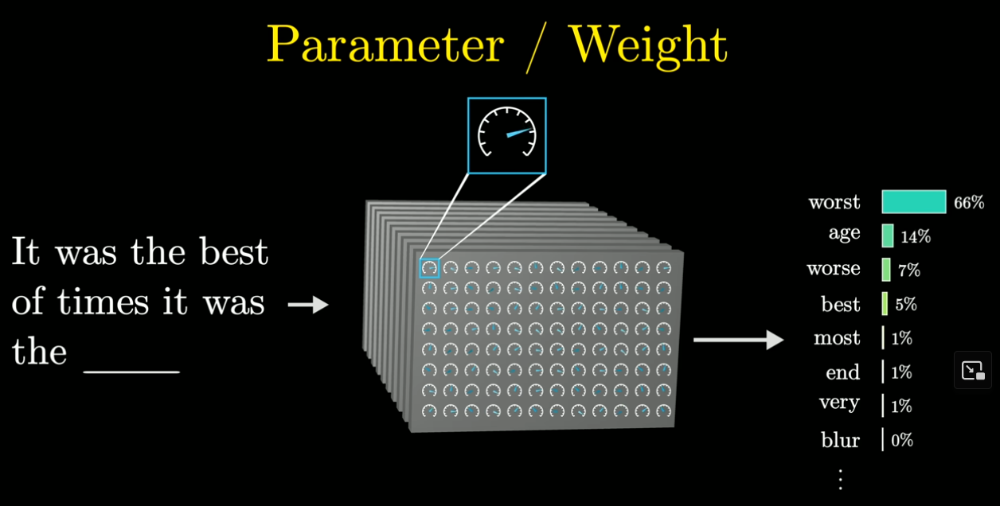 Parameter / Weight
It was the best
of times it was
the ______
worst 66%
age 14%
worse 7%
best 5%
most 1%
end 1%
very 1%
blur 0%
⋮